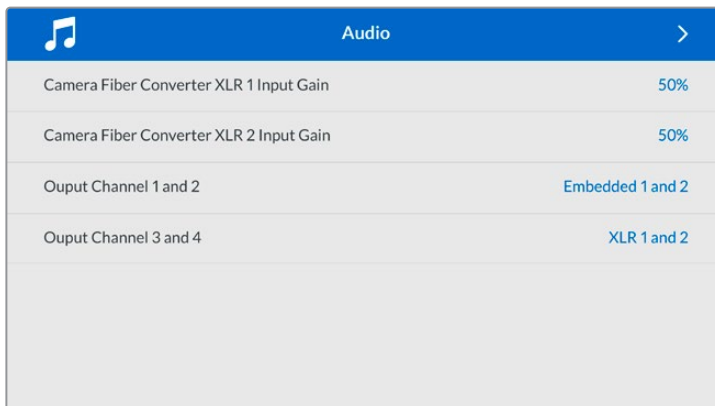 Audio
Camera Fiber Converter XLR 1 Input Gain 50%
Camera Fiber Converter XLR 2 Input Gain 50%
Ouput Channel 1 and 2 Embedded 1 and 2
Ouput Channel 3 and 4 XLR 1 and 2